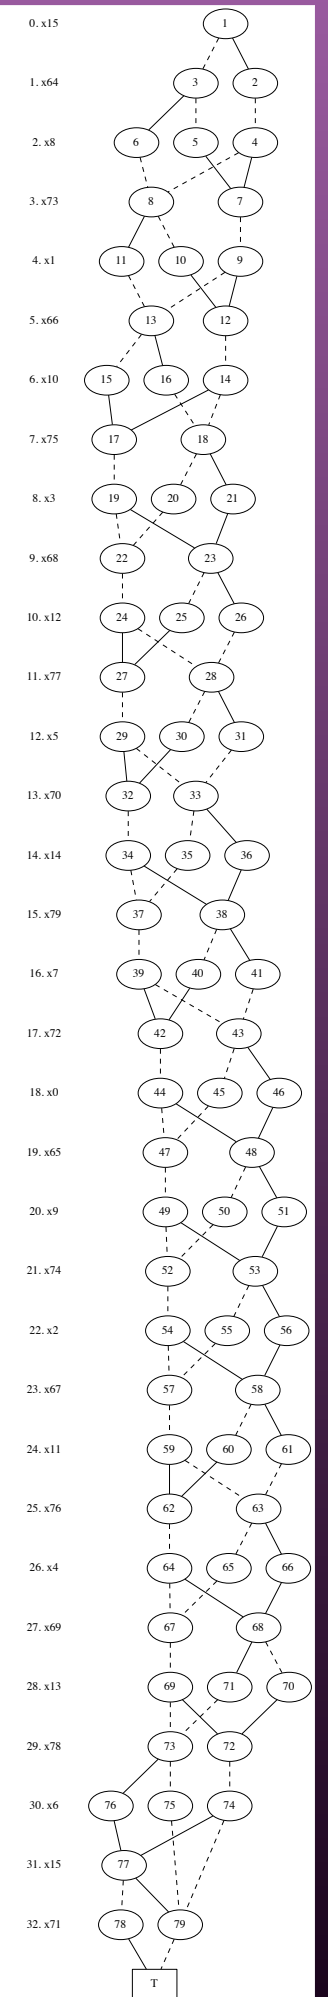 0. x15 1
1. x64 3 2
2. x8 6 5 4
3. x73 8 7
4. x1 11 10 9
5. x66 13 12
6. x10 15 16 14
7. x75 17 18
8. x3 19 20 21
9. x68 22 23
10. x12 24 25 26
11. x77 27 28
12. x5 29 30 31
13. x70 32 33
14. x14 34 35 36
15. x79 37 38
16. x7 39 40 41
17. x72 42 43
18. x0 44 45 46
19. x65 47 48
20. x9 49 50 51
21. x74 52 53
22. x2 54 55 56
23. x67 57 58
24. x11 59 60 61
25. x76 62 63
26. x4 64 65 66
27. x69 67 68
28. x13 69 71 70
29. x78 73 72
30. x6 76 75 74
31. x15 77
32. x71 78 79
T